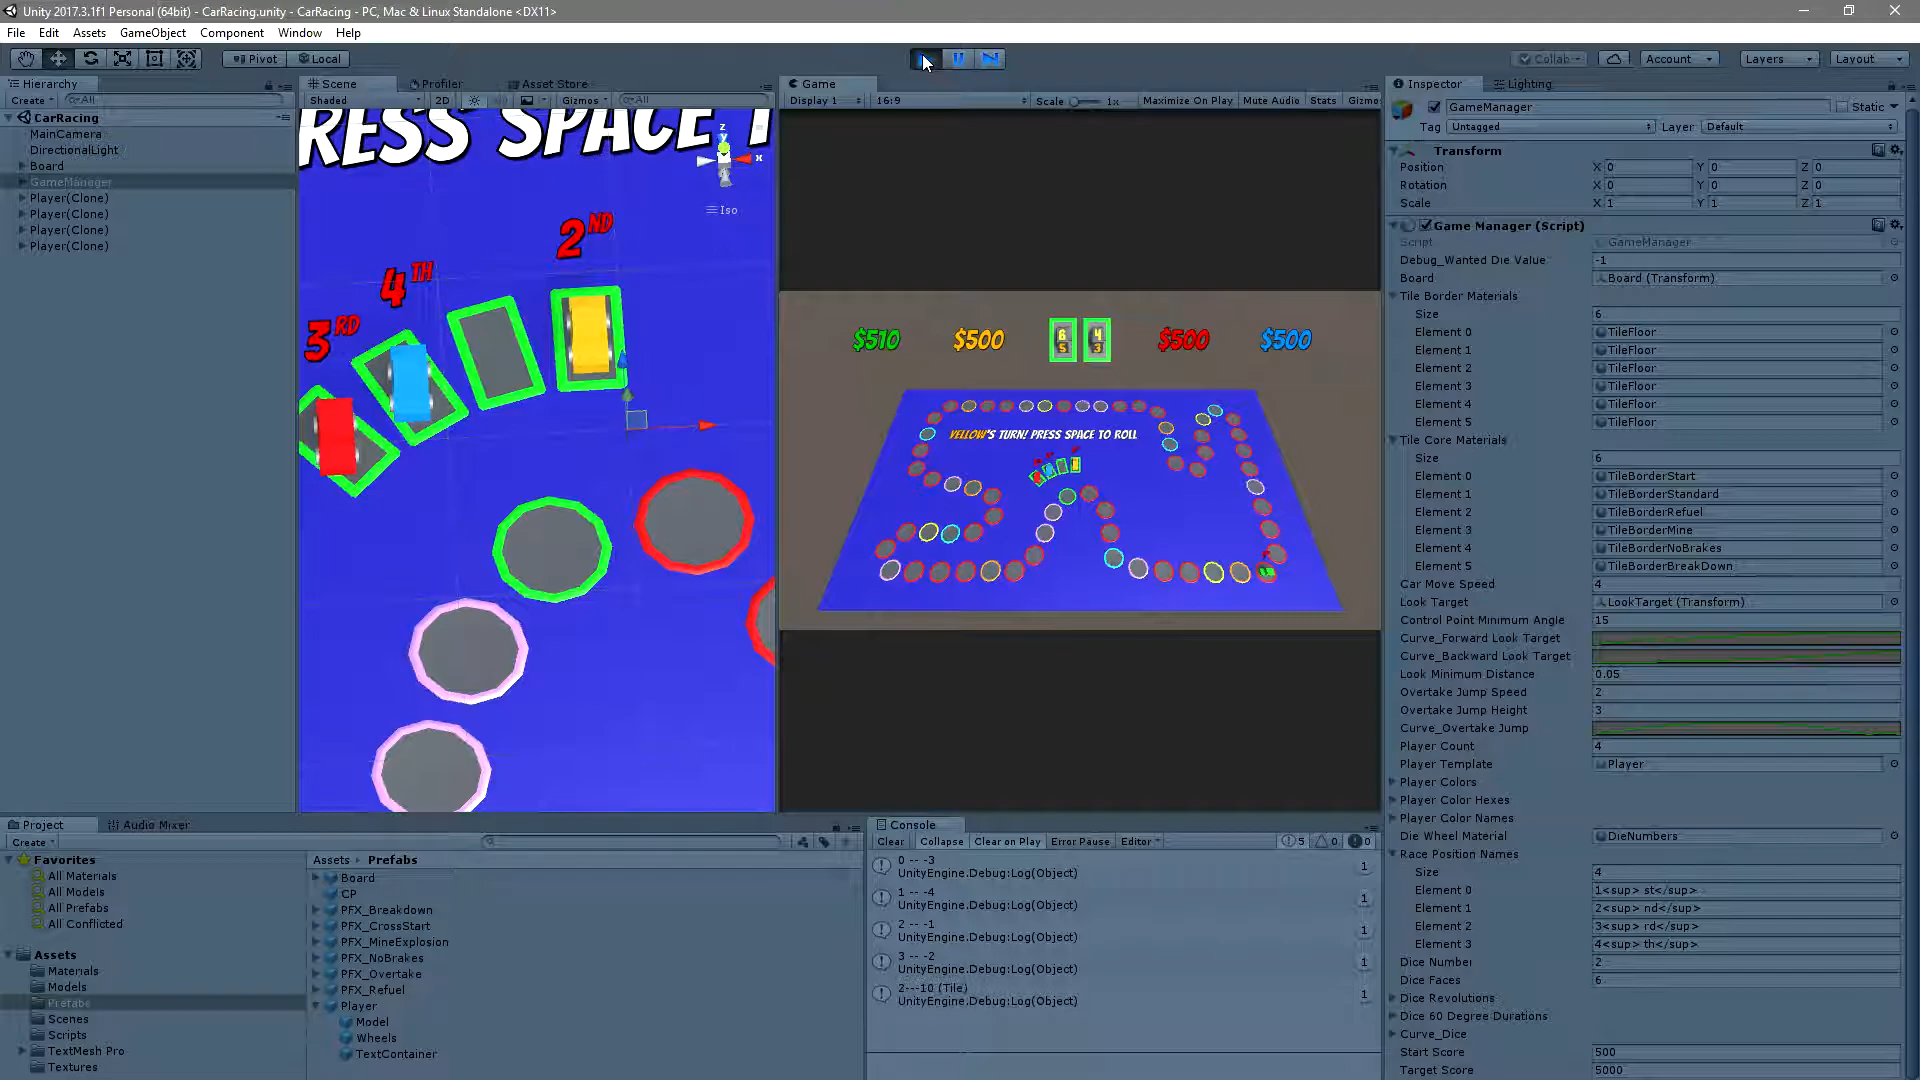 Unity 2017.3.1f1 Personal (64bit) - CarRacing.unity - CarRacing - PC, Mac & Linux Standalone <DX11>
File Edit Assets GameObject Component Window Help
Pivot Local
Collab Account Layers Layout
Hierarchy
Create All
CarRacing
MainCamera
DirectionalLight
Board
GameManager
Player(Clone)
Player(Clone)
Player(Clone)
Player(Clone)
Scene Profiler Asset Store
Shaded 2D Gizmos All
RESS SPACE T
z
y
x
Iso
2ND
4TH
3RD
Game
Display 1 16:9 Scale 1x Maximize On Play Mute Audio Stats Gizmos
$510 $500 6 5 4 3 $500 $500
YELLOW'S TURN! PRESS SPACE TO ROLL
Inspector Lighting
GameManager Static
Tag Untagged Layer Default
Transform
Position X 0 Y 0 Z 0
Rotation X 0 Y 0 Z 0
Scale X 1 Y 1 Z 1
Game Manager (Script)
Script GameManager
Debug_Wanted Die Value -1
Board Board (Transform)
Tile Border Materials
Size 6
Element 0 TileFloor
Element 1 TileFloor
Element 2 TileFloor
Element 3 TileFloor
Element 4 TileFloor
Element 5 TileFloor
Tile Core Materials
Size 6
Element 0 TileBorderStart
Element 1 TileBorderStandard
Element 2 TileBorderRefuel
Element 3 TileBorderMine
Element 4 TileBorderNoBrakes
Element 5 TileBorderBreakDown
Car Move Speed 4
Look Target LookTarget (Transform)
Control Point Minimum Angle 15
Curve_Forward Look Target
Curve_Backward Look Target
Look Minimum Distance 0.05
Overtake Jump Speed 2
Overtake Jump Height 3
Curve_Overtake Jump
Player Count 4
Player Template Player
Player Colors
Player Color Hexes
Player Color Names
Die Wheel Material DieNumbers
Race Position Names
Size 4
Element 0 1<sup> st</sup>
Element 1 2<sup> nd</sup>
Element 2 3<sup> rd</sup>
Element 3 4<sup> th</sup>
Dice Number 2
Dice Faces 6
Dice Revolutions
Dice 60 Degree Durations
Curve_Dice
Start Score 500
Target Score 5000
Project Audio Mixer
Create
Favorites
All Materials
All Models
All Prefabs
All Conflicted
Assets
Materials
Models
Prefabs
Scenes
Scripts
TextMesh Pro
Textures
Assets Prefabs
Board
CP
PFX_Breakdown
PFX_CrossStart
PFX_MineExplosion
PFX_NoBrakes
PFX_Overtake
PFX_Refuel
Player
Model
Wheels
TextContainer
Console
Clear Collapse Clear on Play Error Pause Editor 5 0 0
0 -- -3
UnityEngine.Debug:Log(Object) 1
1 -- -4
UnityEngine.Debug:Log(Object) 1
2 -- -1
UnityEngine.Debug:Log(Object) 1
3 -- -2
UnityEngine.Debug:Log(Object) 1
2---10 (Tile)
UnityEngine.Debug:Log(Object) 1